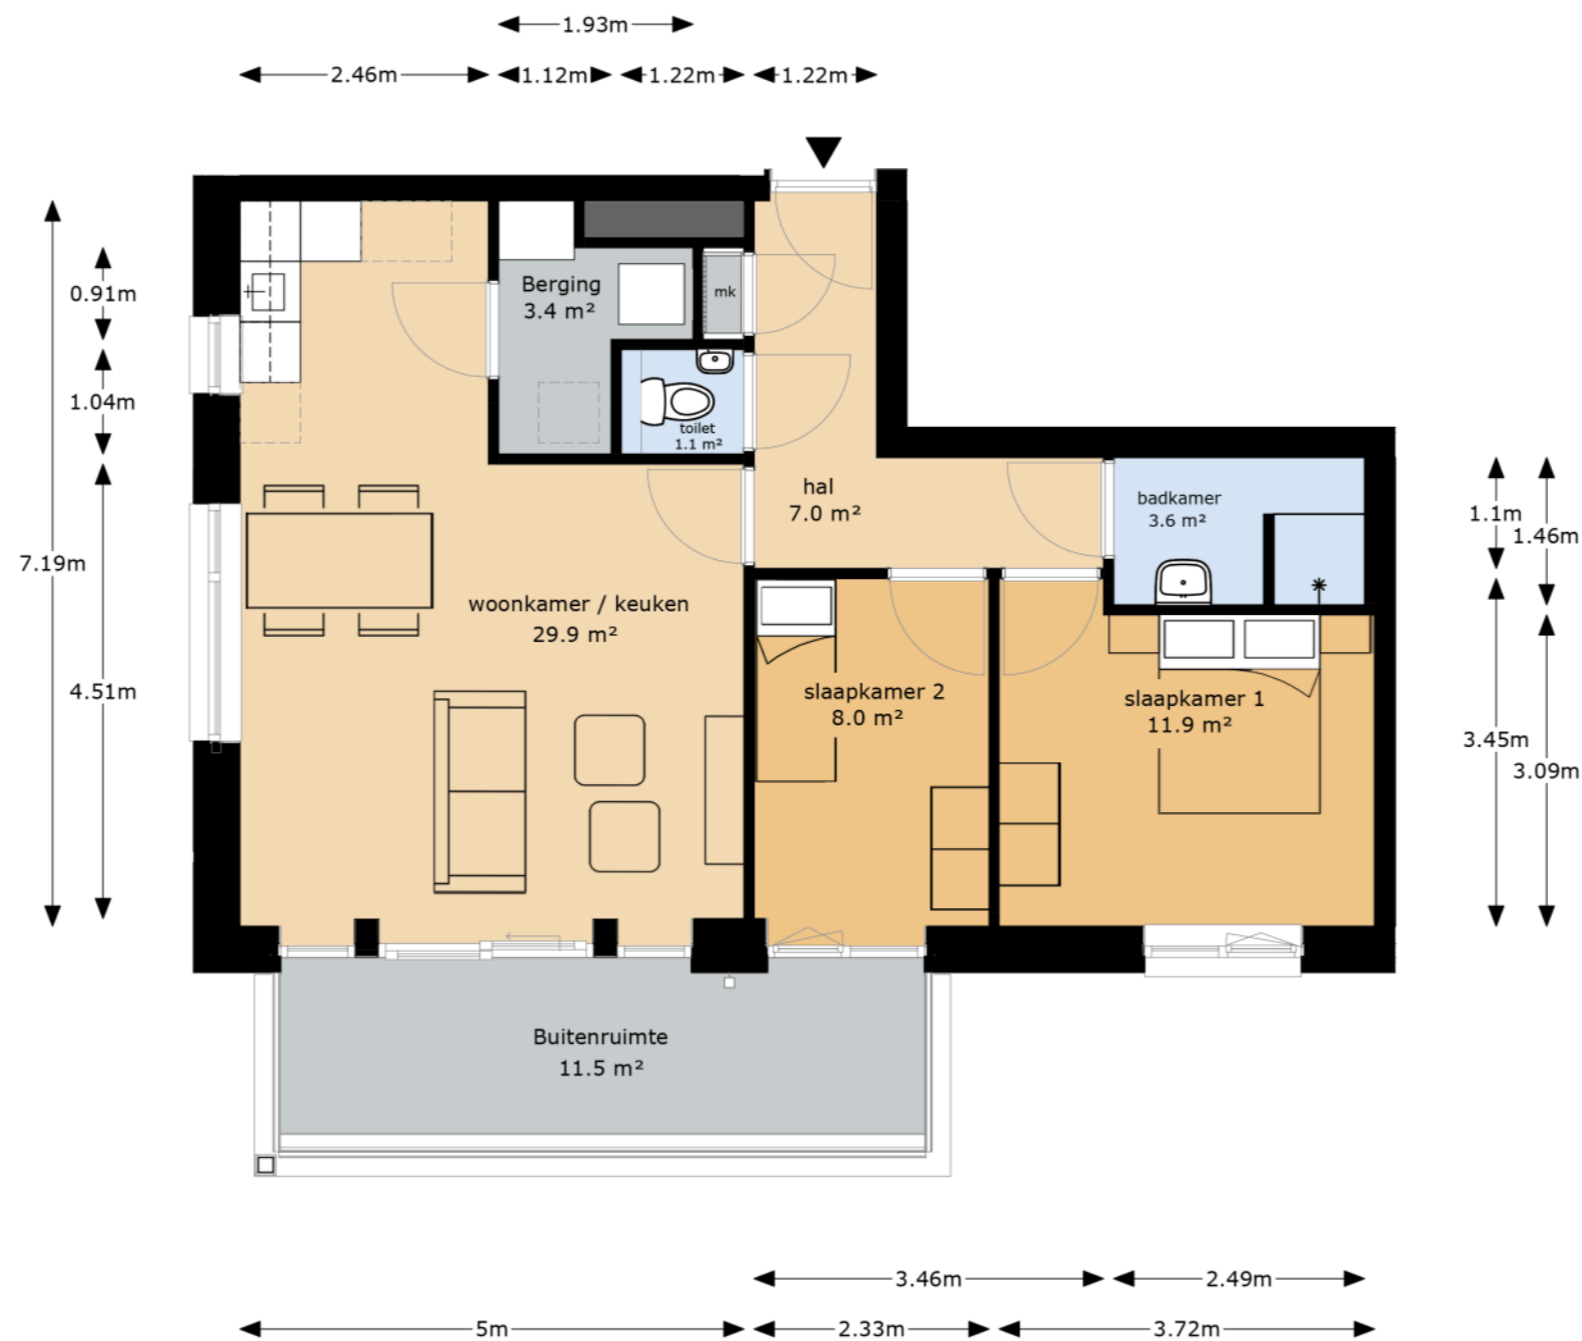 1.93m
2.46m
1.12m
1.22m
1.22m
Berging
3.4 m²
mk
0.91m
1.04m
toilet
1.1 m²
hal
7.0 m²
badkamer
3.6 m²
1.1m
1.46m
7.19m
woonkamer / keuken
29.9 m²
4.51m
slaapkamer 2
8.0 m²
slaapkamer 1
11.9 m²
3.45m
3.09m
Buitenruimte
11.5 m²
3.46m
2.49m
5m
2.33m
3.72m